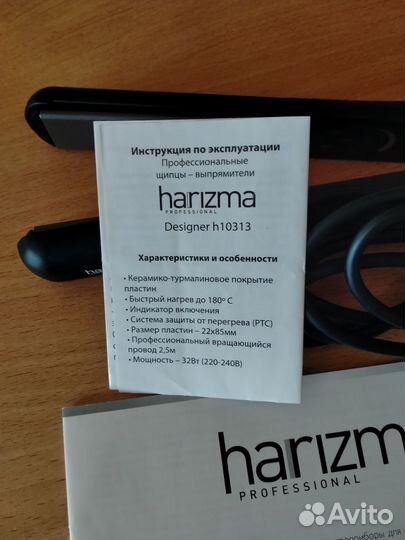 Инструкция по эксплуатации
Профессиональные
щипцы – выпрямители
harizma
PROFESSIONAL
Designer h10313
Характеристики и особенности
• Керамико-турмалиновое покрытие
пластин
• Быстрый нагрев до 180º С
• Индикатор включения
• Система защиты от перегрева (PTC)
• Размер пластин – 22х85мм
• Профессиональный вращающийся
провод 2,5м
• Мощность – 32Вт (220-240В)
harizma
PROFESSIONAL
для
Avito